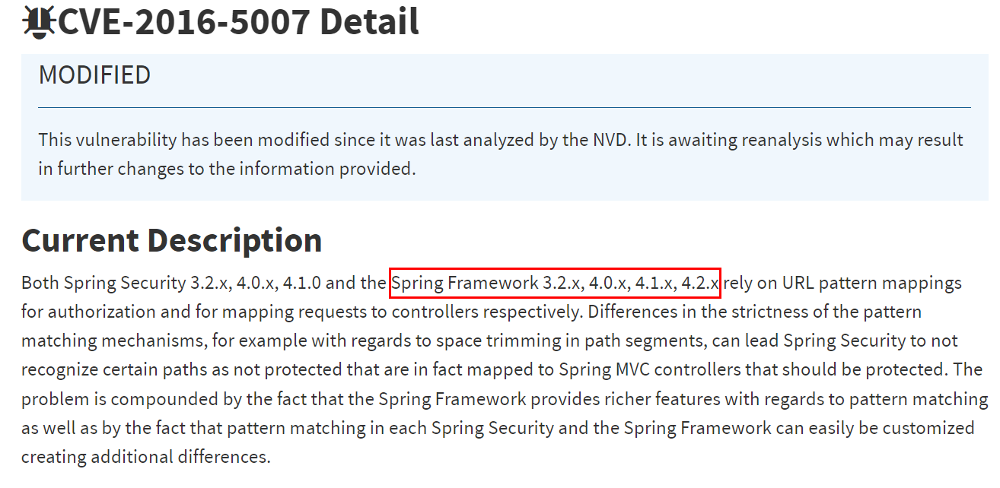 CVE-2016-5007 Detail
MODIFIED
This vulnerability has been modified since it was last analyzed by the NVD. It is awaiting reanalysis which may result
in further changes to the information provided.
Current Description
Both Spring Security 3.2.x, 4.0.x, 4.1.0 and the Spring Framework 3.2.x, 4.0.x, 4.1.x, 4.2.x rely on URL pattern mappings
for authorization and for mapping requests to controllers respectively. Differences in the strictness of the pattern
matching mechanisms, for example with regards to space trimming in path segments, can lead Spring Security to not
recognize certain paths as not protected that are in fact mapped to Spring MVC controllers that should be protected. The
problem is compounded by the fact that the Spring Framework provides richer features with regards to pattern matching
as well as by the fact that pattern matching in each Spring Security and the Spring Framework can easily be customized
creating additional differences.